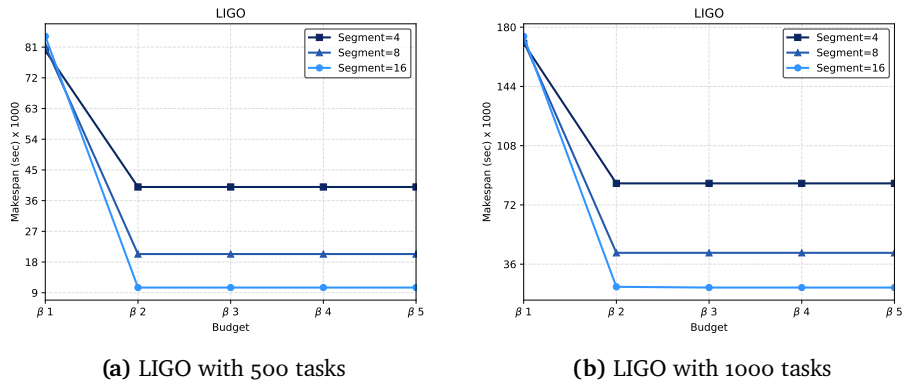 LIGO
Makespan (sec) x 1000
81
72
63
54
45
36
27
18
9
Segment=4
Segment=8
Segment=16
β 1
β 2
β 3
β 4
β 5
Budget
(a) LIGO with 500 tasks
LIGO
Makespan (sec) x 1000
180
144
108
72
36
Segment=4
Segment=8
Segment=16
β 1
β 2
β 3
β 4
β 5
Budget
(b) LIGO with 1000 tasks